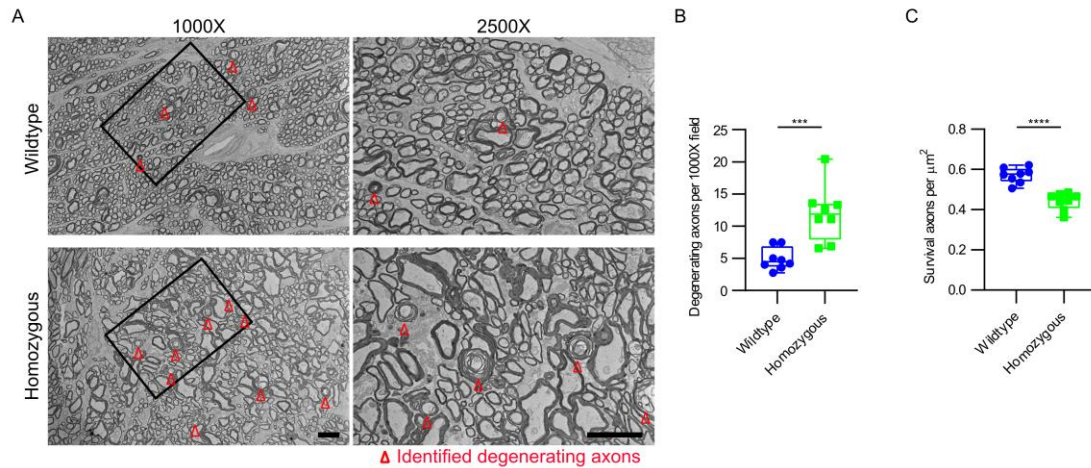 A
1000X
2500X
Wildtype
Homozygous
Δ Identified degenerating axons
B
Degenerating axons per 1000X field
25
20
15
10
5
0
***
Wildtype
Homozygous
C
Survival axons per μm²
0.8
0.6
0.4
0.2
0.0
****
Wildtype
Homozygous